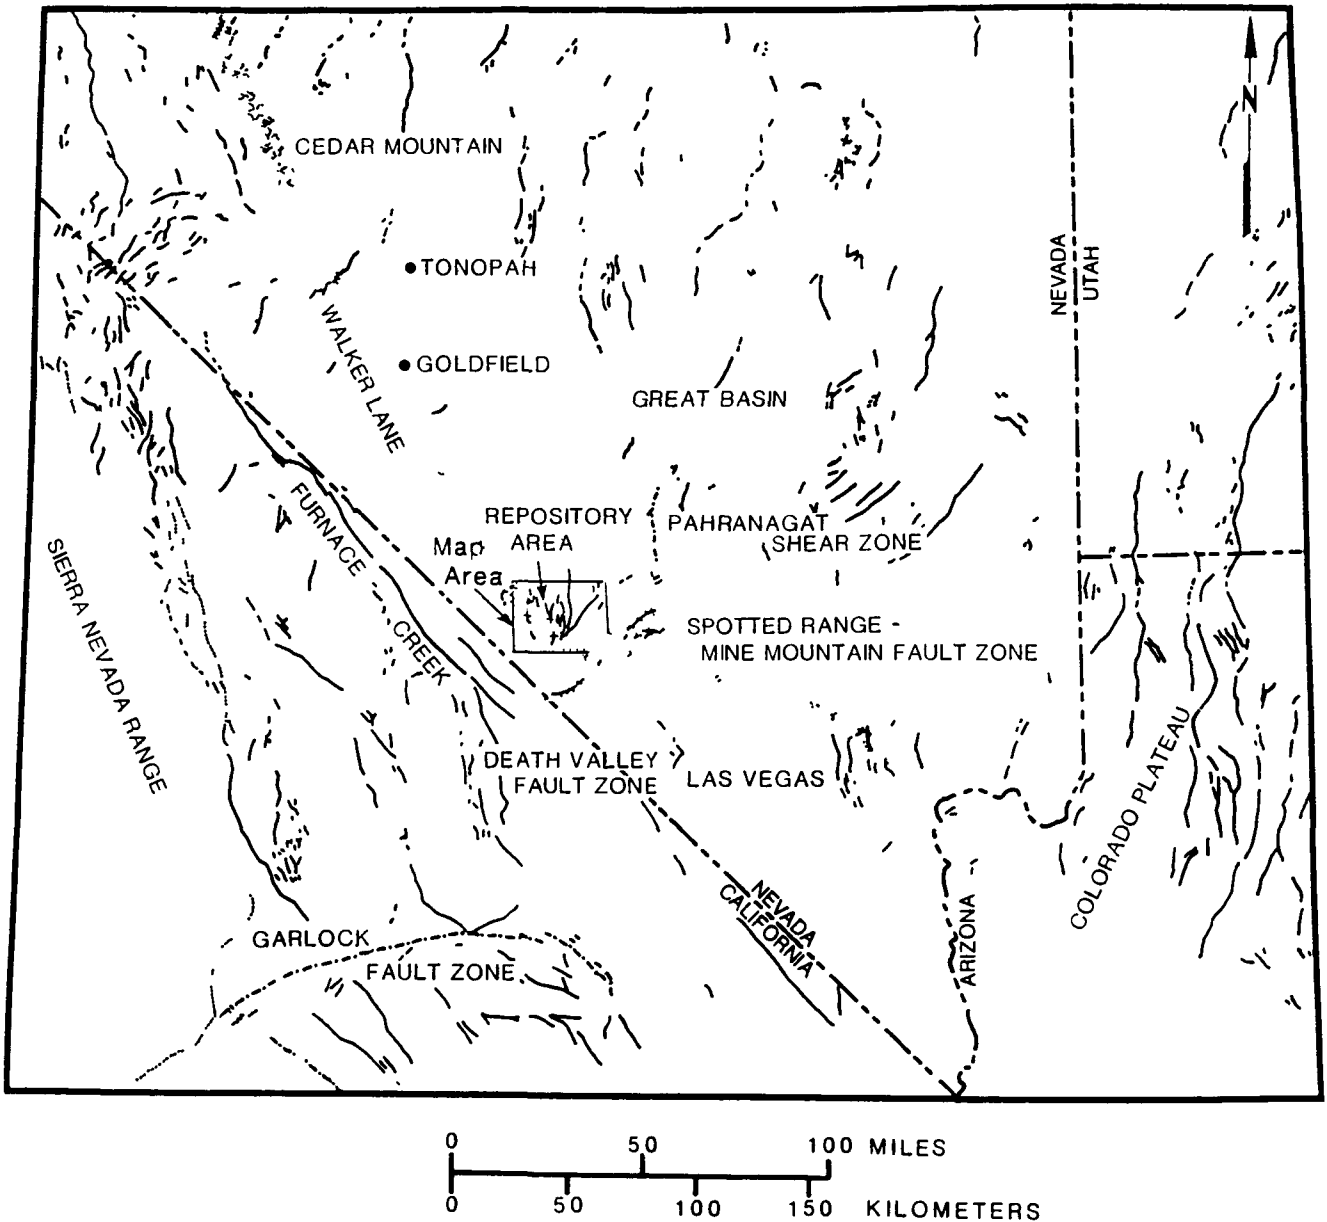 N
CEDAR MOUNTAIN
TONOPAH
NEVADA
UTAH
WALKER LANE
GOLDFIELD
GREAT BASIN
FURNACE
CREEK
REPOSITORY
AREA
Map
Area
PAHRANAGAT
SHEAR ZONE
SIERRA NEVADA RANGE
SPOTTED RANGE -
MINE MOUNTAIN FAULT ZONE
DEATH VALLEY
FAULT ZONE
LAS VEGAS
COLORADO PLATEAU
NEVADA
CALIFORNIA
ARIZONA
GARLOCK
FAULT ZONE
0 50 100 MILES
0 50 100 150 KILOMETERS